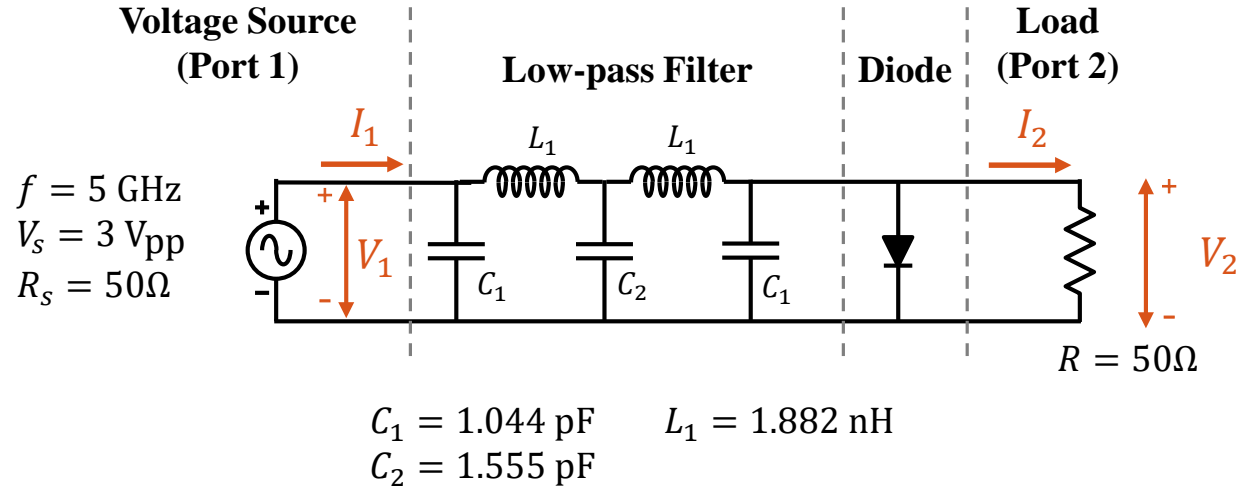 Voltage Source
(Port 1)
Low-pass Filter
Diode
Load
(Port 2)
I₁
L₁
L₁
I₂
f = 5 GHz
Vₛ = 3 Vpp
Rₛ = 50Ω
+
-
+
V₁
-
C₁
C₂
C₁
+
V₂
-
R = 50Ω
C₁ = 1.044 pF
L₁ = 1.882 nH
C₂ = 1.555 pF